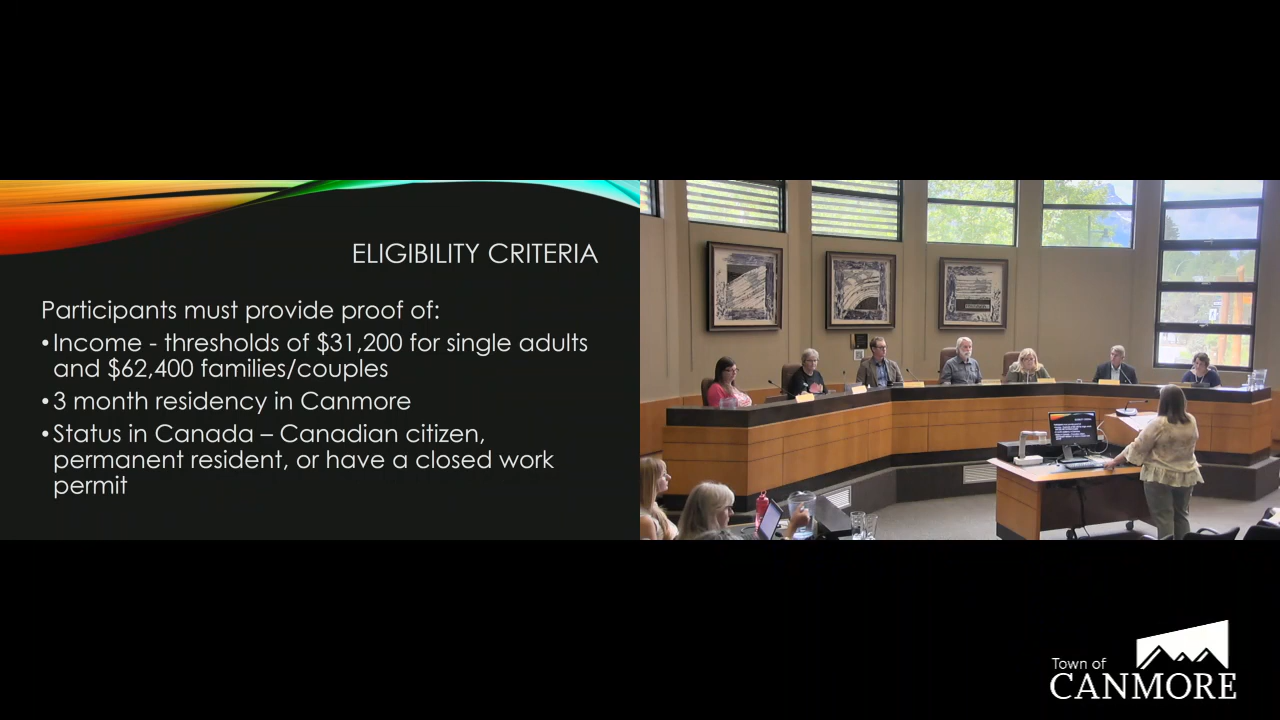 ELIGIBILITY CRITERIA
Participants must provide proof of:
•Income - thresholds of $31,200 for single adults
and $62,400 families/couples
•3 month residency in Canmore
•Status in Canada – Canadian citizen,
permanent resident, or have a closed work
permit
Town of
CANMORE